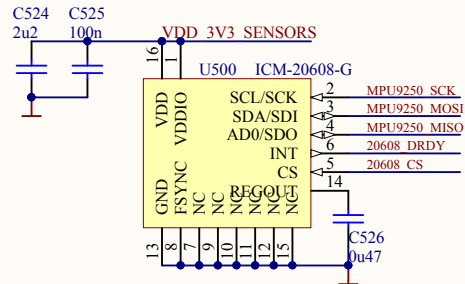 C524 C525
2u2 100n
VDD_3V3_SENSORS
16 1
U500 ICM-20608-G
VDD VDDIO
SCL/SCK 2 MPU9250_SCK
SDA/SDI 3 MPU9250_MOSI
AD0/SDO 4 MPU9250_MISO
INT 6 20608_DRDY
CS 5 20608_CS
REGOUT 14
GND FSYNC NC NC NC NC NC NC
13 8 7 9 10 11 12 15
C526
0u47